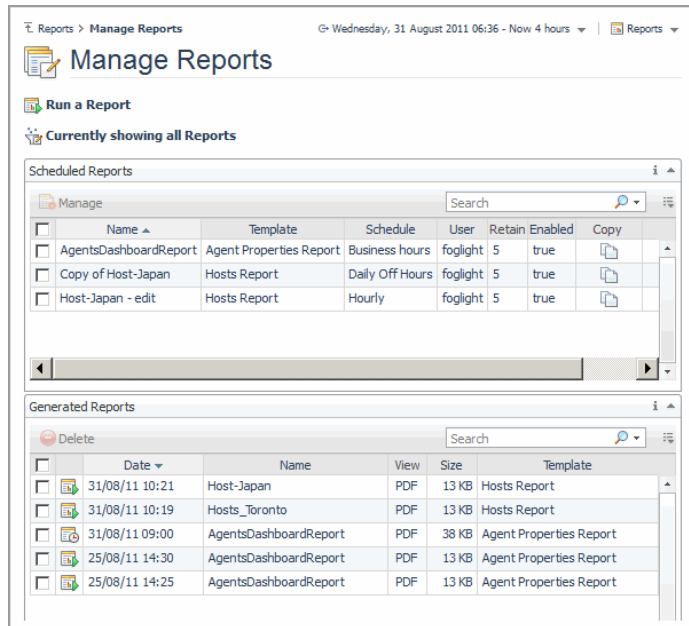 Reports > Manage Reports Wednesday, 31 August 2011 06:36 - Now 4 hours | Reports
Manage Reports
Run a Report
Currently showing all Reports
Scheduled Reports i
Manage Search
Name Template Schedule User Retain Enabled Copy
AgentsDashboardReport Agent Properties Report Business hours foglight 5 true
Copy of Host-Japan Hosts Report Daily Off Hours foglight 5 true
Host-Japan - edit Hosts Report Hourly foglight 5 true
Generated Reports i
Delete Search
Date Name View Size Template
31/08/11 10:21 Host-Japan PDF 13 KB Hosts Report
31/08/11 10:19 Hosts_Toronto PDF 13 KB Hosts Report
31/08/11 09:00 AgentsDashboardReport PDF 38 KB Agent Properties Report
25/08/11 14:30 AgentsDashboardReport PDF 13 KB Agent Properties Report
25/08/11 14:25 AgentsDashboardReport PDF 13 KB Agent Properties Report